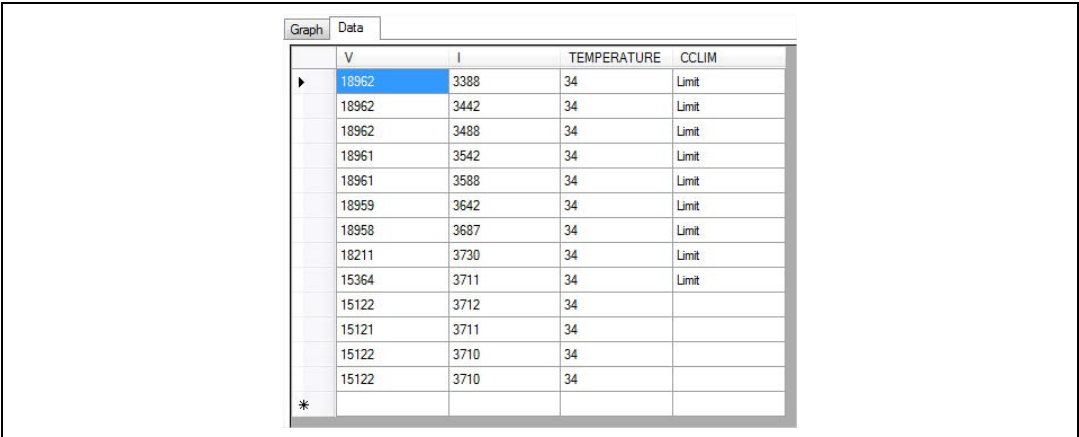 Graph Data
V I TEMPERATURE CCLIM
18962 3388 34 Limit
18962 3442 34 Limit
18962 3488 34 Limit
18961 3542 34 Limit
18961 3588 34 Limit
18959 3642 34 Limit
18958 3687 34 Limit
18211 3730 34 Limit
15364 3711 34 Limit
15122 3712 34
15121 3711 34
15122 3710 34
15122 3710 34